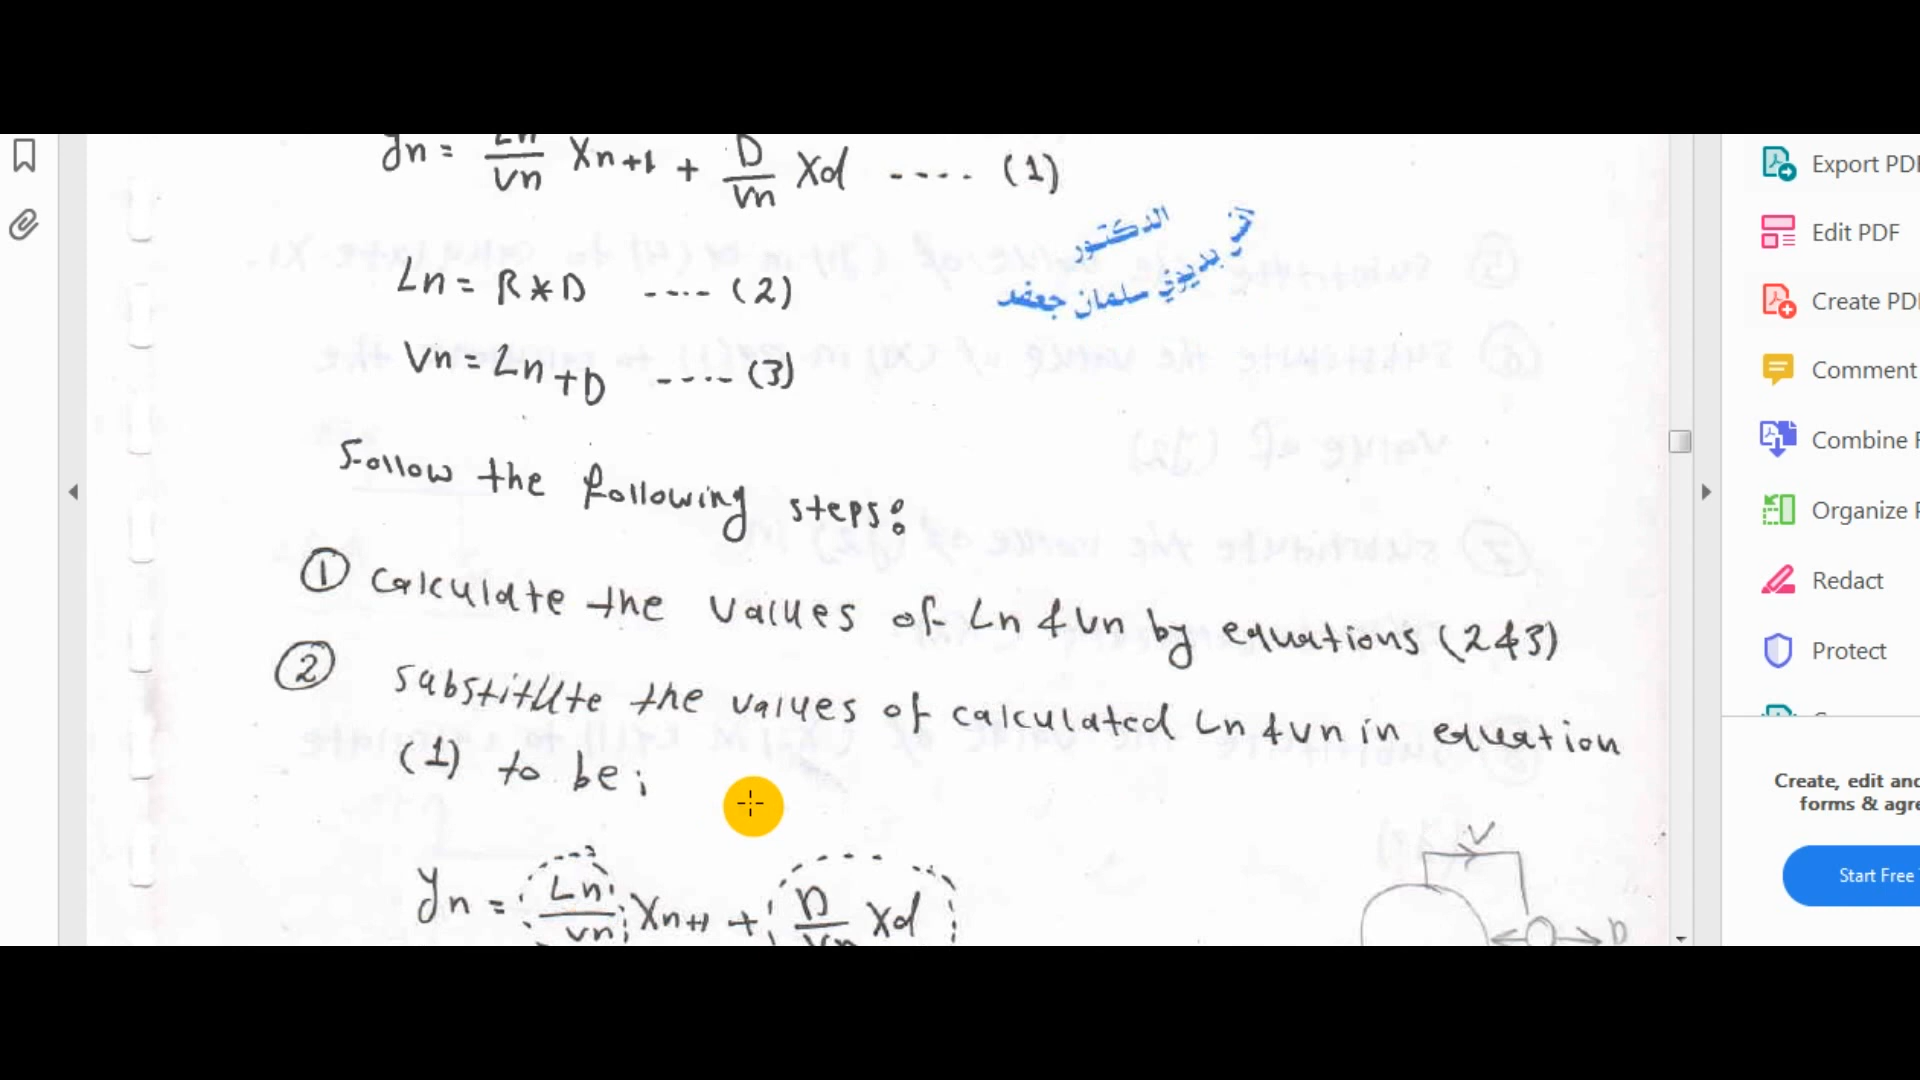 yn = Ln/Vn Xn+1 + D/Vn Xd ---- (1)
الدكتور
سلمان جعفر
Ln = R*D ---- (2)
Vn = Ln + D ---- (3)
Follow the following steps:
① calculate the values of Ln & Vn by equations (2&3)
② substitute the values of calculated Ln & Vn in equation
(1) to be;
yn = Ln/Vn Xn+1 + D/Vn Xd
V
D
Export PDF
Edit PDF
Create PDF
Comment
Combine F
Organize P
Redact
Protect
Create, edit and
forms & agre
Start Free